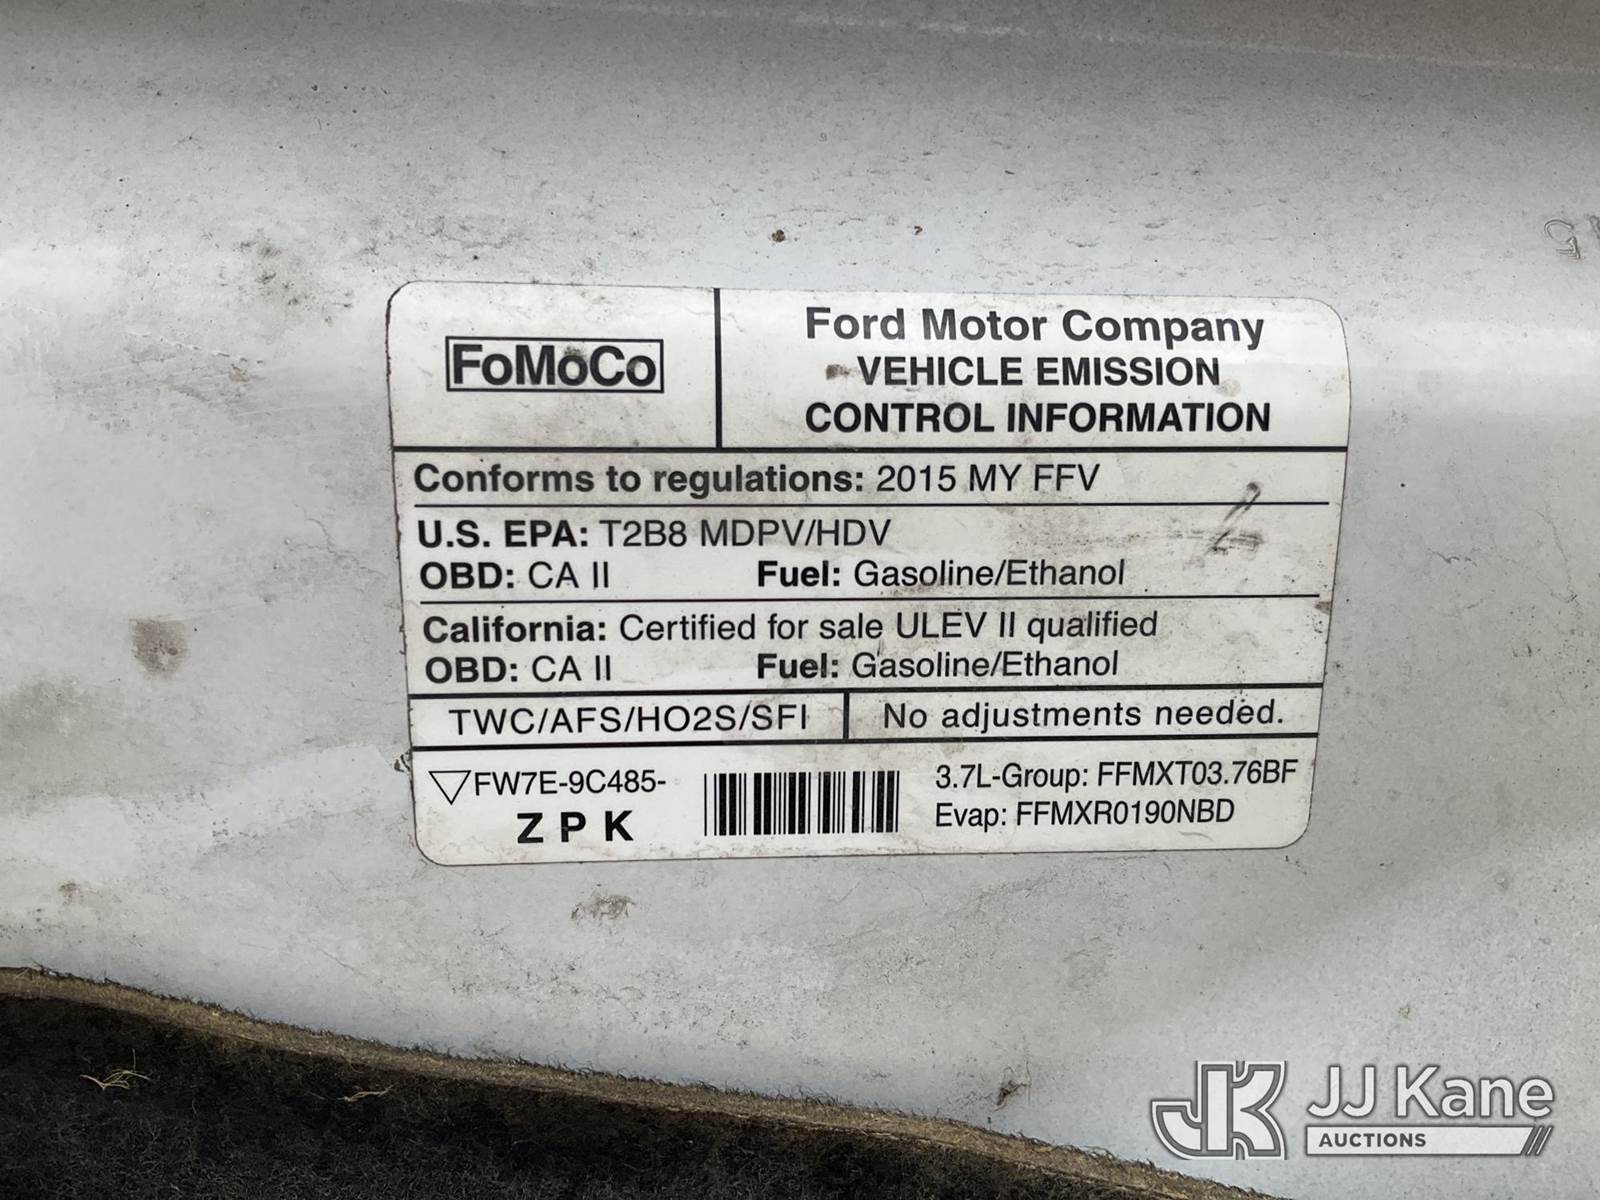 FoMoCo
Ford Motor Company
VEHICLE EMISSION
CONTROL INFORMATION
Conforms to regulations: 2015 MY FFV
U.S. EPA: T2B8 MDPV/HDV
OBD: CA II Fuel: Gasoline/Ethanol
California: Certified for sale ULEV II qualified
OBD: CA II Fuel: Gasoline/Ethanol
TWC/AFS/HO2S/SFI No adjustments needed.
FW7E-9C485-
Z P K
3.7L-Group: FFMXT03.76BF
Evap: FFMXR0190NBD
JK JJ Kane
AUCTIONS